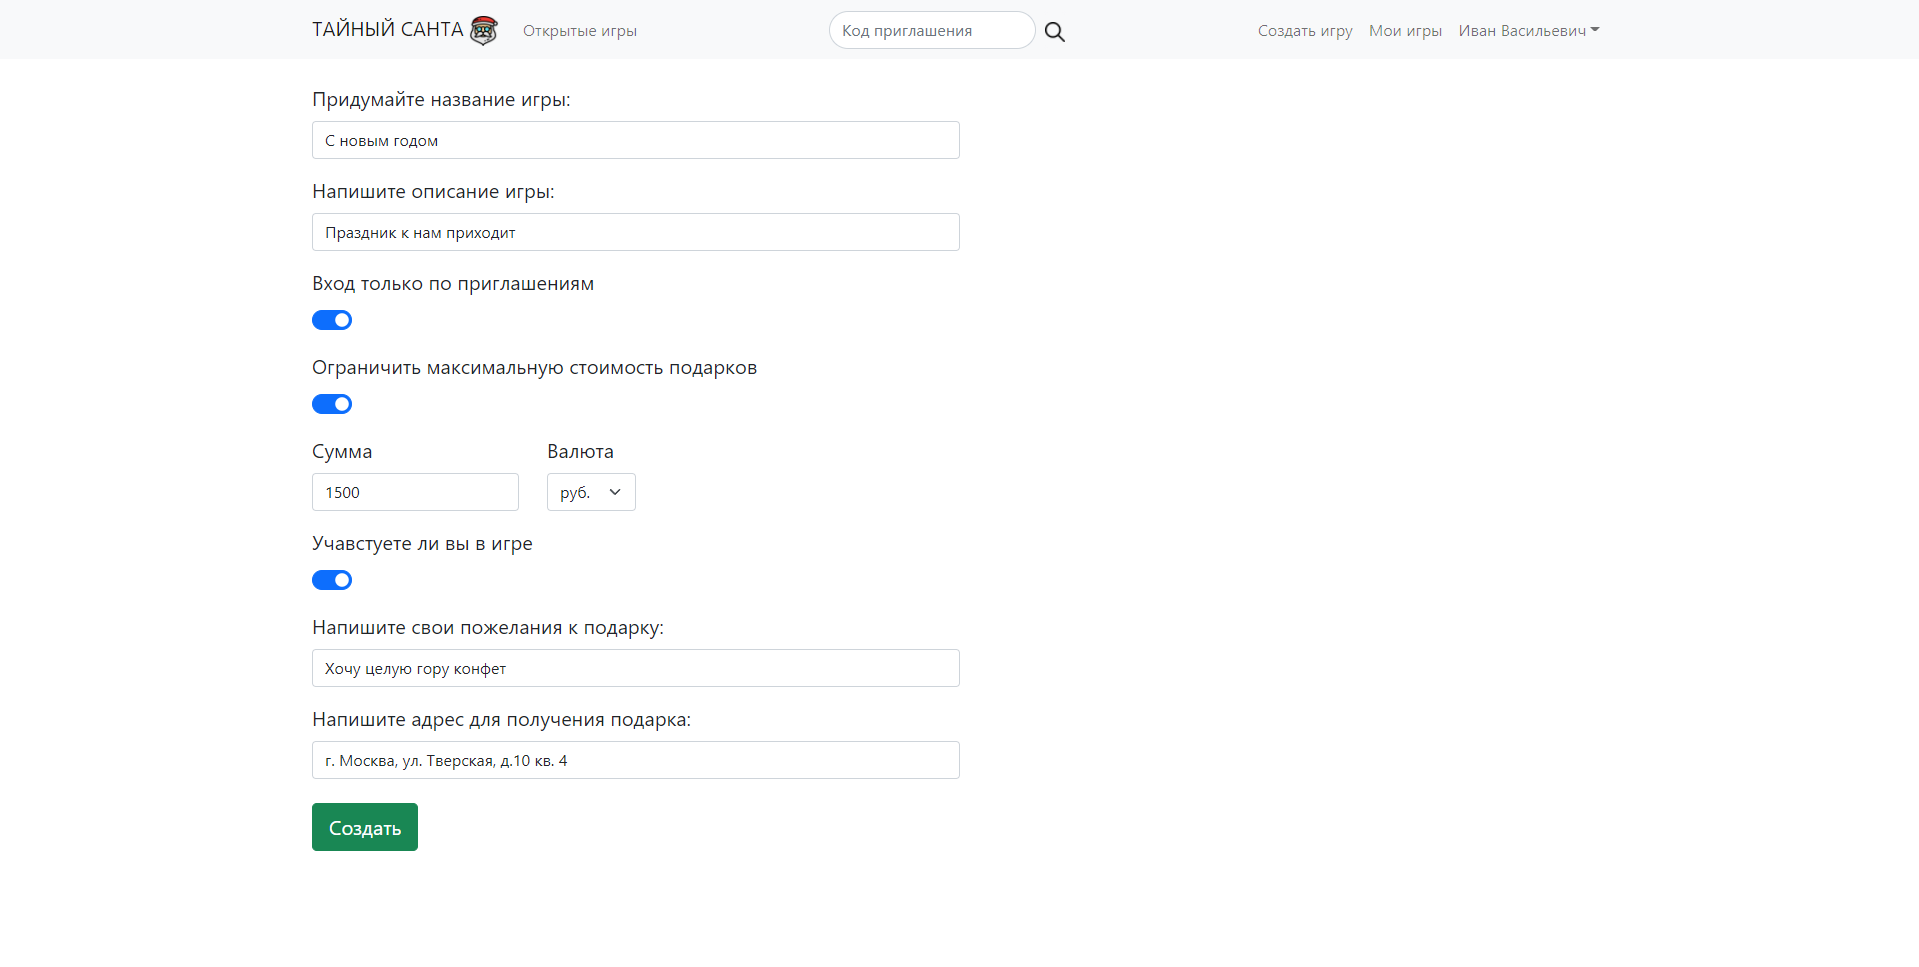 ТАЙНЫЙ САНТА
Открытые игры
Код приглашения
Создать игру
Мои игры
Иван Васильевич
Придумайте название игры:
С новым годом
Напишите описание игры:
Праздник к нам приходит
Вход только по приглашениям
Ограничить максимальную стоимость подарков
Сумма
Валюта
1500
руб.
Учавстуете ли вы в игре
Напишите свои пожелания к подарку:
Хочу целую гору конфет
Напишите адрес для получения подарка:
г. Москва, ул. Тверская, д.10 кв. 4
Создать